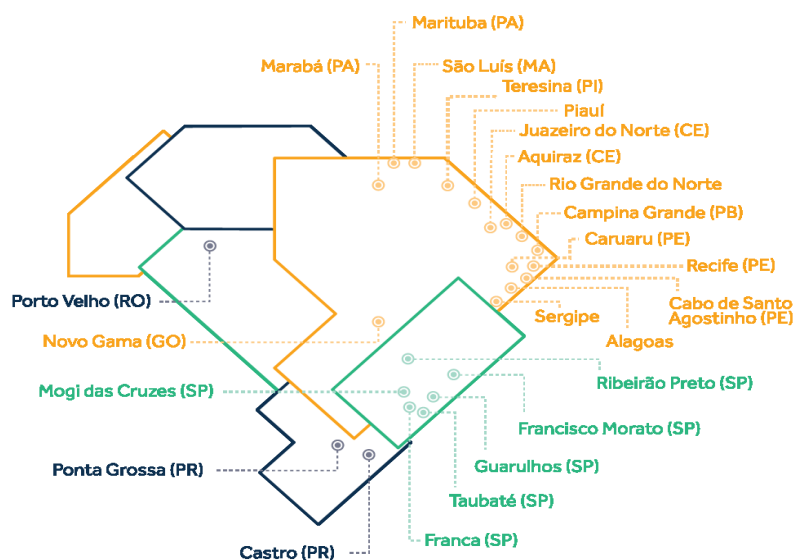 Marituba (PA)
Marabá (PA)
São Luís (MA)
Teresina (PI)
Piauí
Juazeiro do Norte (CE)
Aquiraz (CE)
Rio Grande do Norte
Campina Grande (PB)
Caruaru (PE)
Recife (PE)
Cabo de Santo
Agostinho (PE)
Sergipe
Alagoas
Porto Velho (RO)
Novo Gama (GO)
Mogi das Cruzes (SP)
Ribeirão Preto (SP)
Francisco Morato (SP)
Guarulhos (SP)
Ponta Grossa (PR)
Taubaté (SP)
Franca (SP)
Castro (PR)